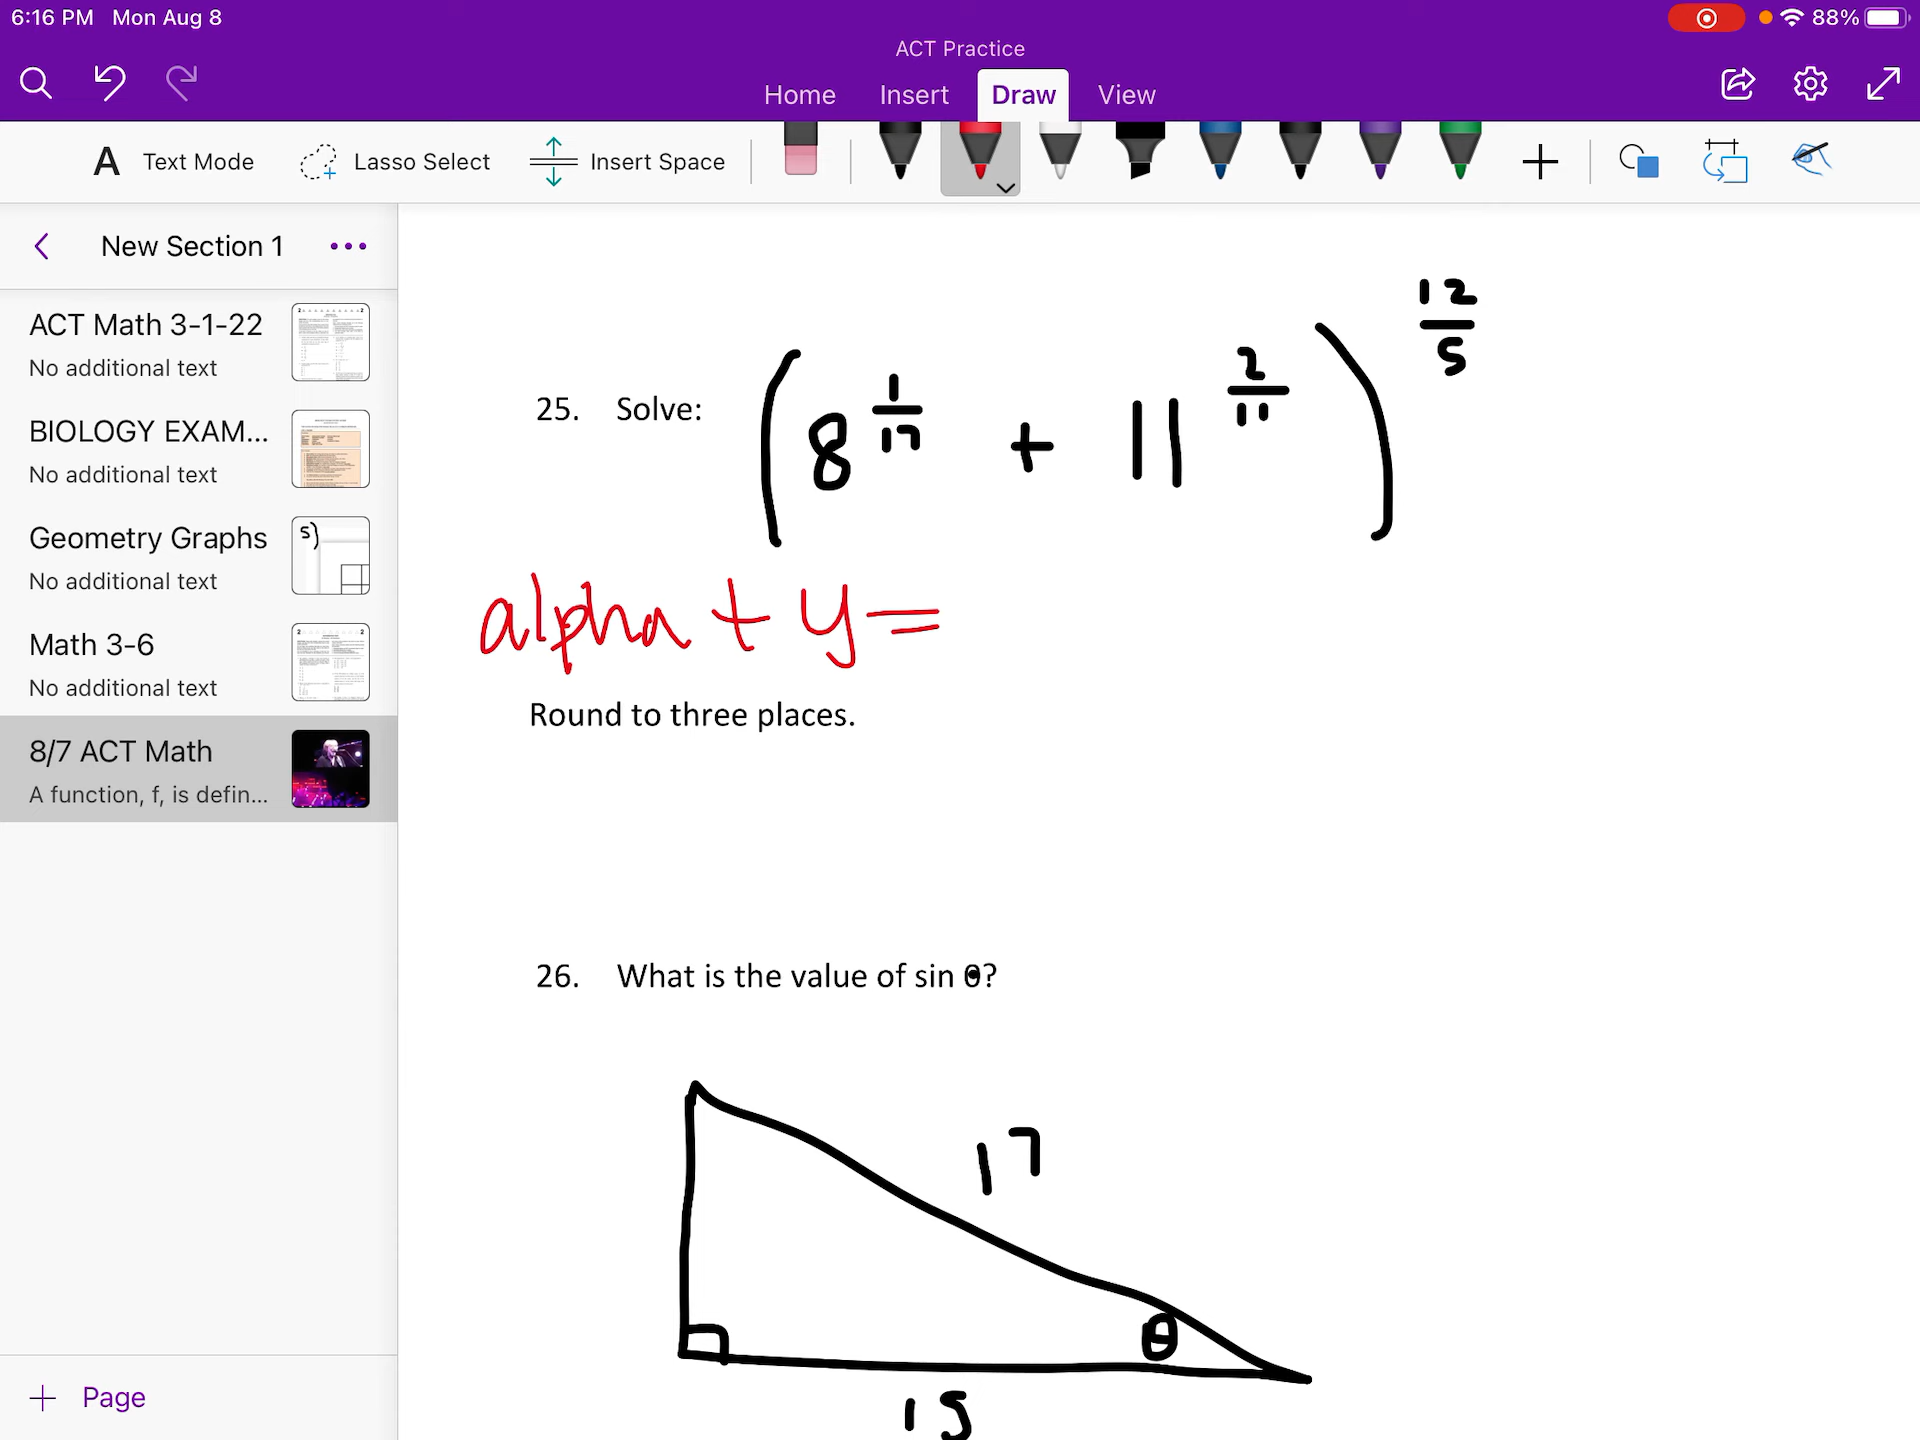 6:16 PM Mon Aug 8
88%
ACT Practice
Home Insert Draw View
A Text Mode Lasso Select Insert Space
New Section 1
ACT Math 3-1-22
No additional text
BIOLOGY EXAM...
No additional text
Geometry Graphs
No additional text
5)
Math 3-6
No additional text
8/7 ACT Math
A function, f, is defin...
Page
25. Solve: (8^(1/17) + 11^(2/11))^(12/5)
alpha + y =
Round to three places.
26. What is the value of sin θ?
17
θ
15